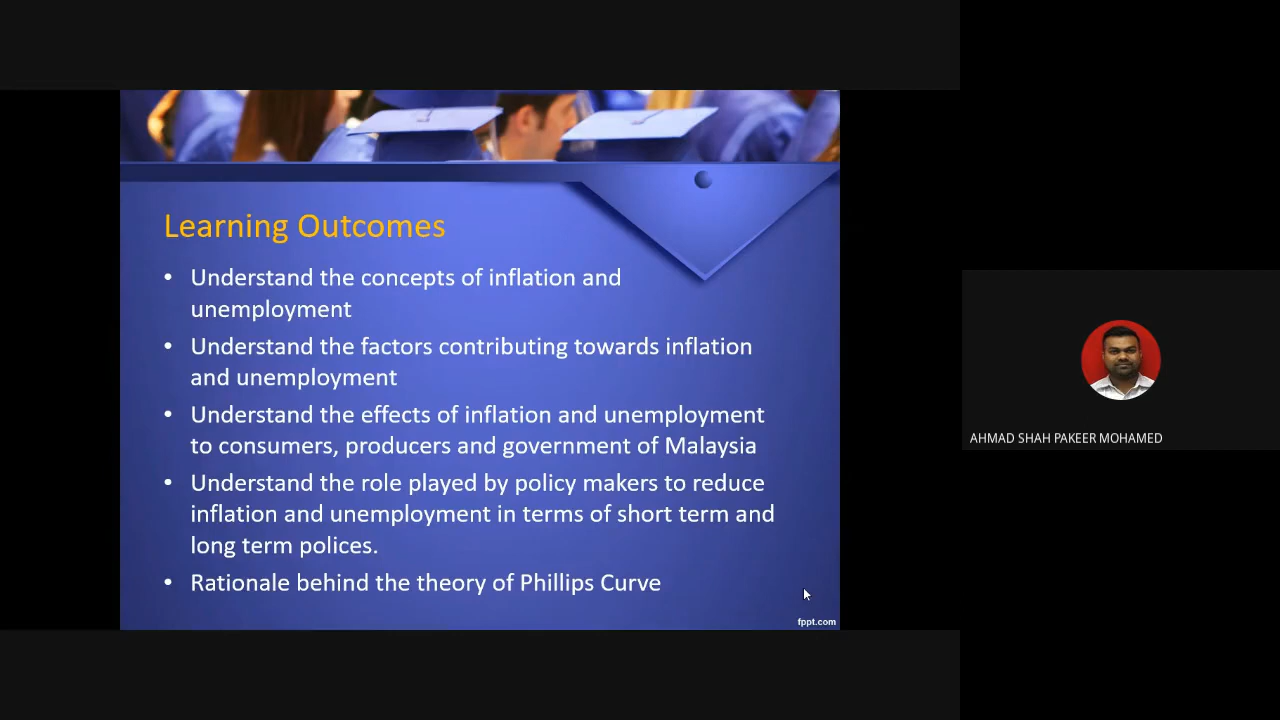 Learning Outcomes
• Understand the concepts of inflation and
unemployment
• Understand the factors contributing towards inflation
and unemployment
• Understand the effects of inflation and unemployment
to consumers, producers and government of Malaysia
• Understand the role played by policy makers to reduce
inflation and unemployment in terms of short term and
long term polices.
• Rationale behind the theory of Phillips Curve
fppt.com
AHMAD SHAH PAKEER MOHAMED